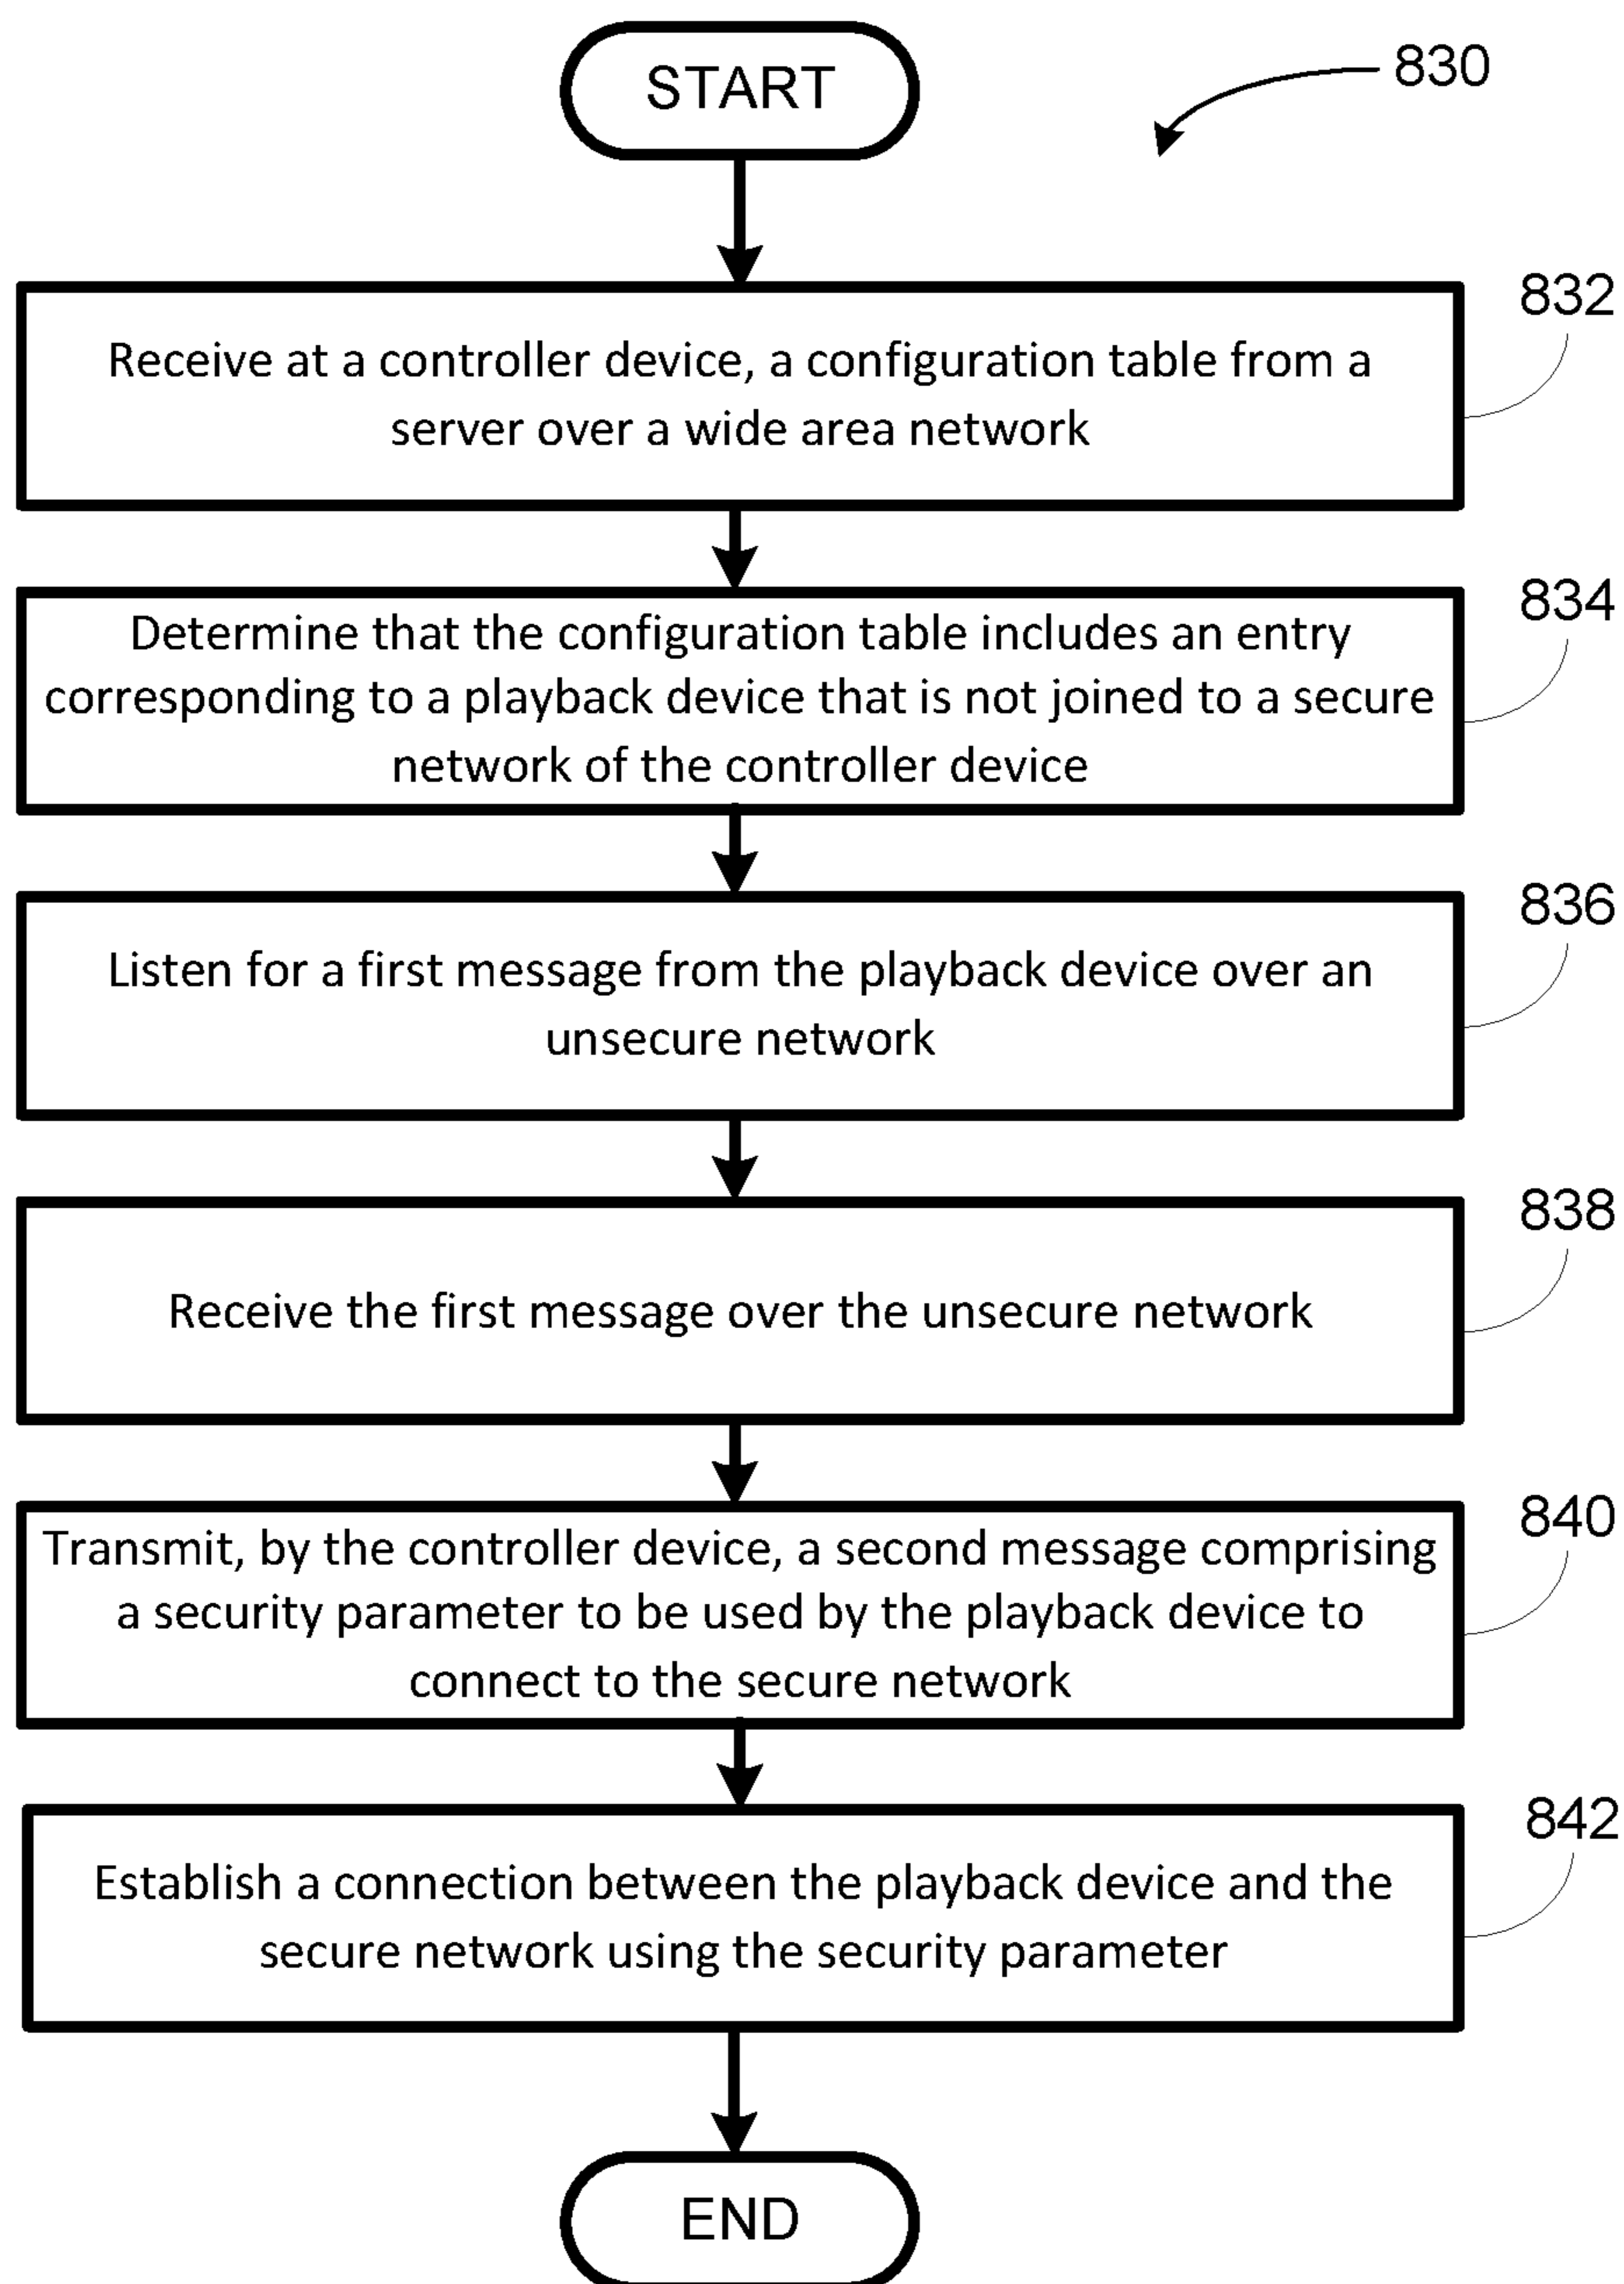 START
830
832
Receive at a controller device, a configuration table from a
server over a wide area network
834
Determine that the configuration table includes an entry
corresponding to a playback device that is not joined to a secure
network of the controller device
836
Listen for a first message from the playback device over an
unsecure network
838
Receive the first message over the unsecure network
840
Transmit, by the controller device, a second message comprising
a security parameter to be used by the playback device to
connect to the secure network
842
Establish a connection between the playback device and the
secure network using the security parameter
END